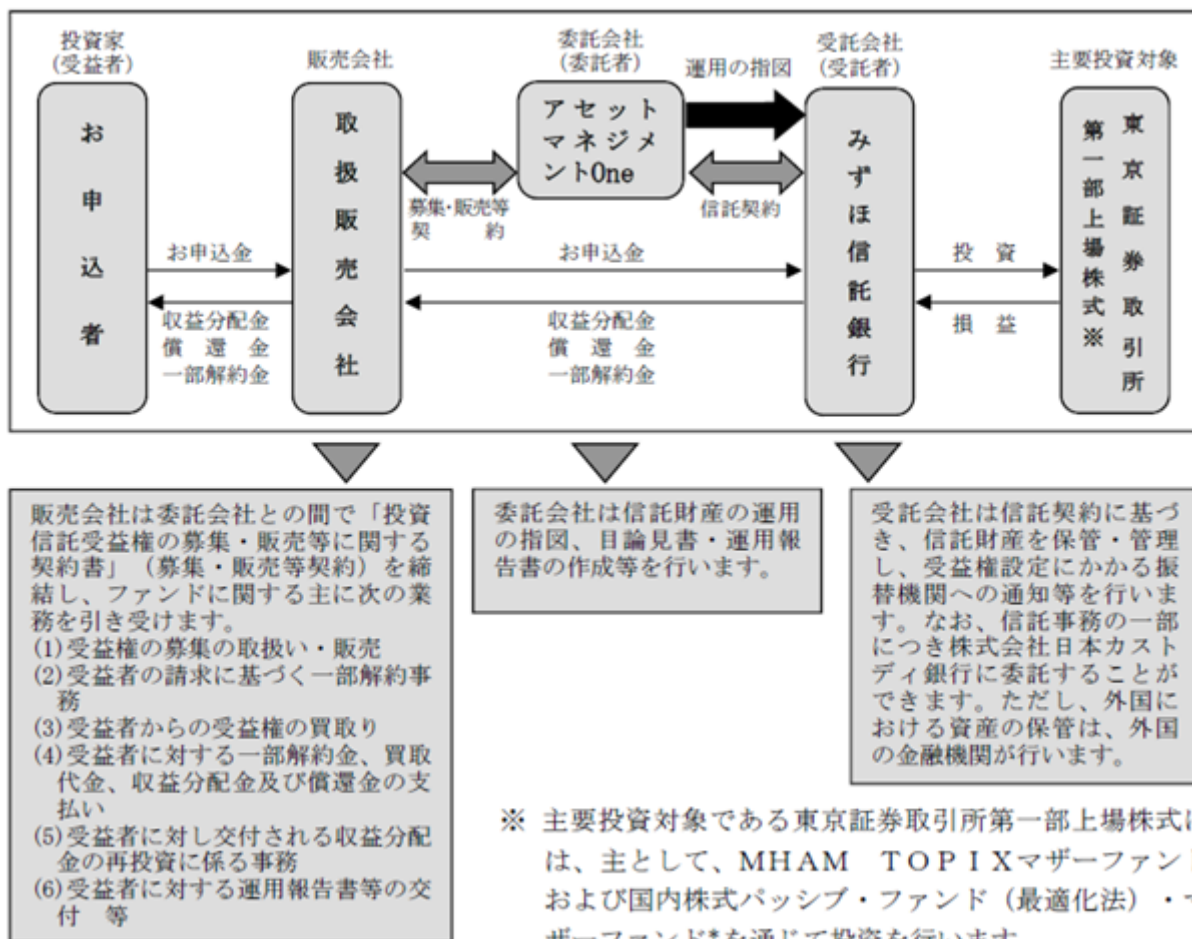 投資家
(受益者)
販売会社
委託会社
(委託者)
運用の指図
受託会社
(受託者)
主要投資対象
お申込者
取扱販売会社
アセット
マネジメ
ントOne
みずほ信託銀行
東京証券取引所
第一部上場株式※
募集・販売等
契約
信託契約
お申込金
収益分配金
償還金
一部解約金
お申込金
収益分配金
償還金
一部解約金
投資
損益
販売会社は委託会社との間で「投資
信託受益権の募集・販売等に関する
契約書」（募集・販売等契約）を締
結し、ファンドに関する主に次の業
務を引き受けます。
(1)受益権の募集の取扱い・販売
(2)受益者の請求に基づく一部解約事
務
(3)受益者からの受益権の買取り
(4)受益者に対する一部解約金、買取
代金、収益分配金及び償還金の支
払い
(5)受益者に対し交付される収益分配
金の再投資に係る事務
(6)受益者に対する運用報告書等の交
付 等
委託会社は信託財産の運用
の指図、目論見書・運用報
告書の作成等を行います。
受託会社は信託契約に基づ
き、信託財産を保管・管理
し、受益権設定にかかる振
替機関への通知等を行いま
す。なお、信託事務の一部
につき株式会社日本カスト
ディ銀行に委託することが
できます。ただし、外国に
おける資産の保管は、外国
の金融機関が行います。
※ 主要投資対象である東京証券取引所第一部上場株式
は、主として、ＭＨＡＭ ＴＯＰＩＸマザーファンド
および国内株式パッシブ・ファンド（最適化法）・
ザーファンド*を通じて投資を行います